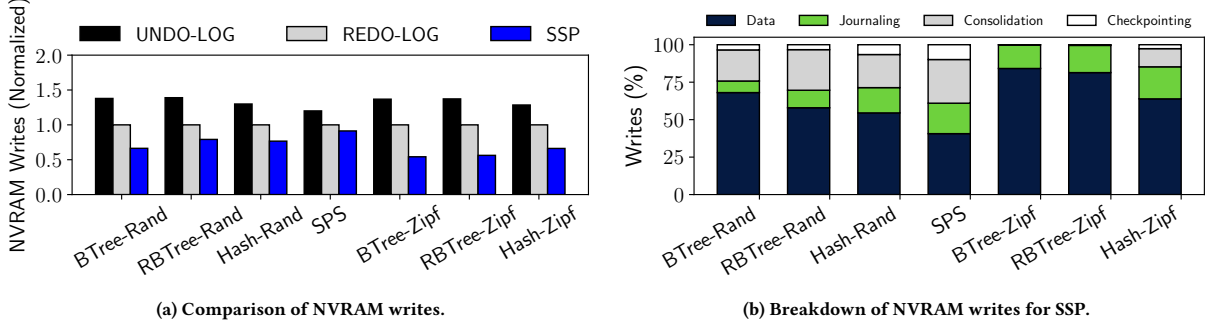 UNDO-LOG REDO-LOG SSP
NVRAM Writes (Normalized)
2.0
1.5
1.0
0.5
0.0
BTree-Rand RBTree-Rand Hash-Rand SPS BTree-Zipf RBTree-Zipf Hash-Zipf
(a) Comparison of NVRAM writes.
Data Journaling Consolidation Checkpointing
Writes (%)
100
75
50
25
0
BTree-Rand RBTree-Rand Hash-Rand SPS BTree-Zipf RBTree-Zipf Hash-Zipf
(b) Breakdown of NVRAM writes for SSP.